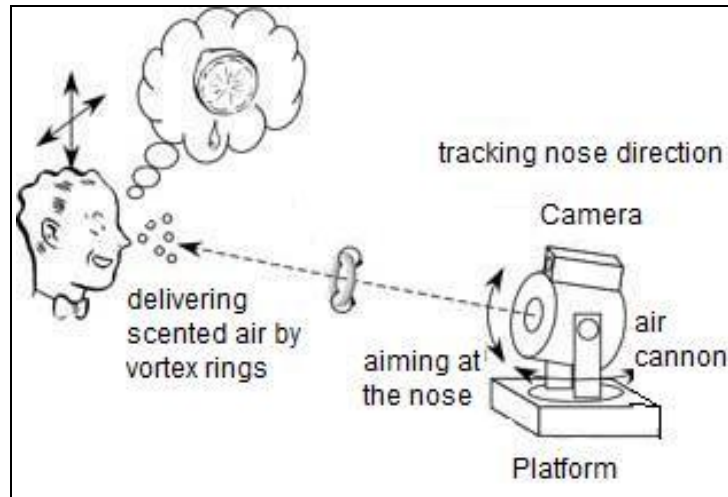 tracking nose direction
Camera
delivering
scented air by
vortex rings
air
cannon
aiming at
the nose
Platform